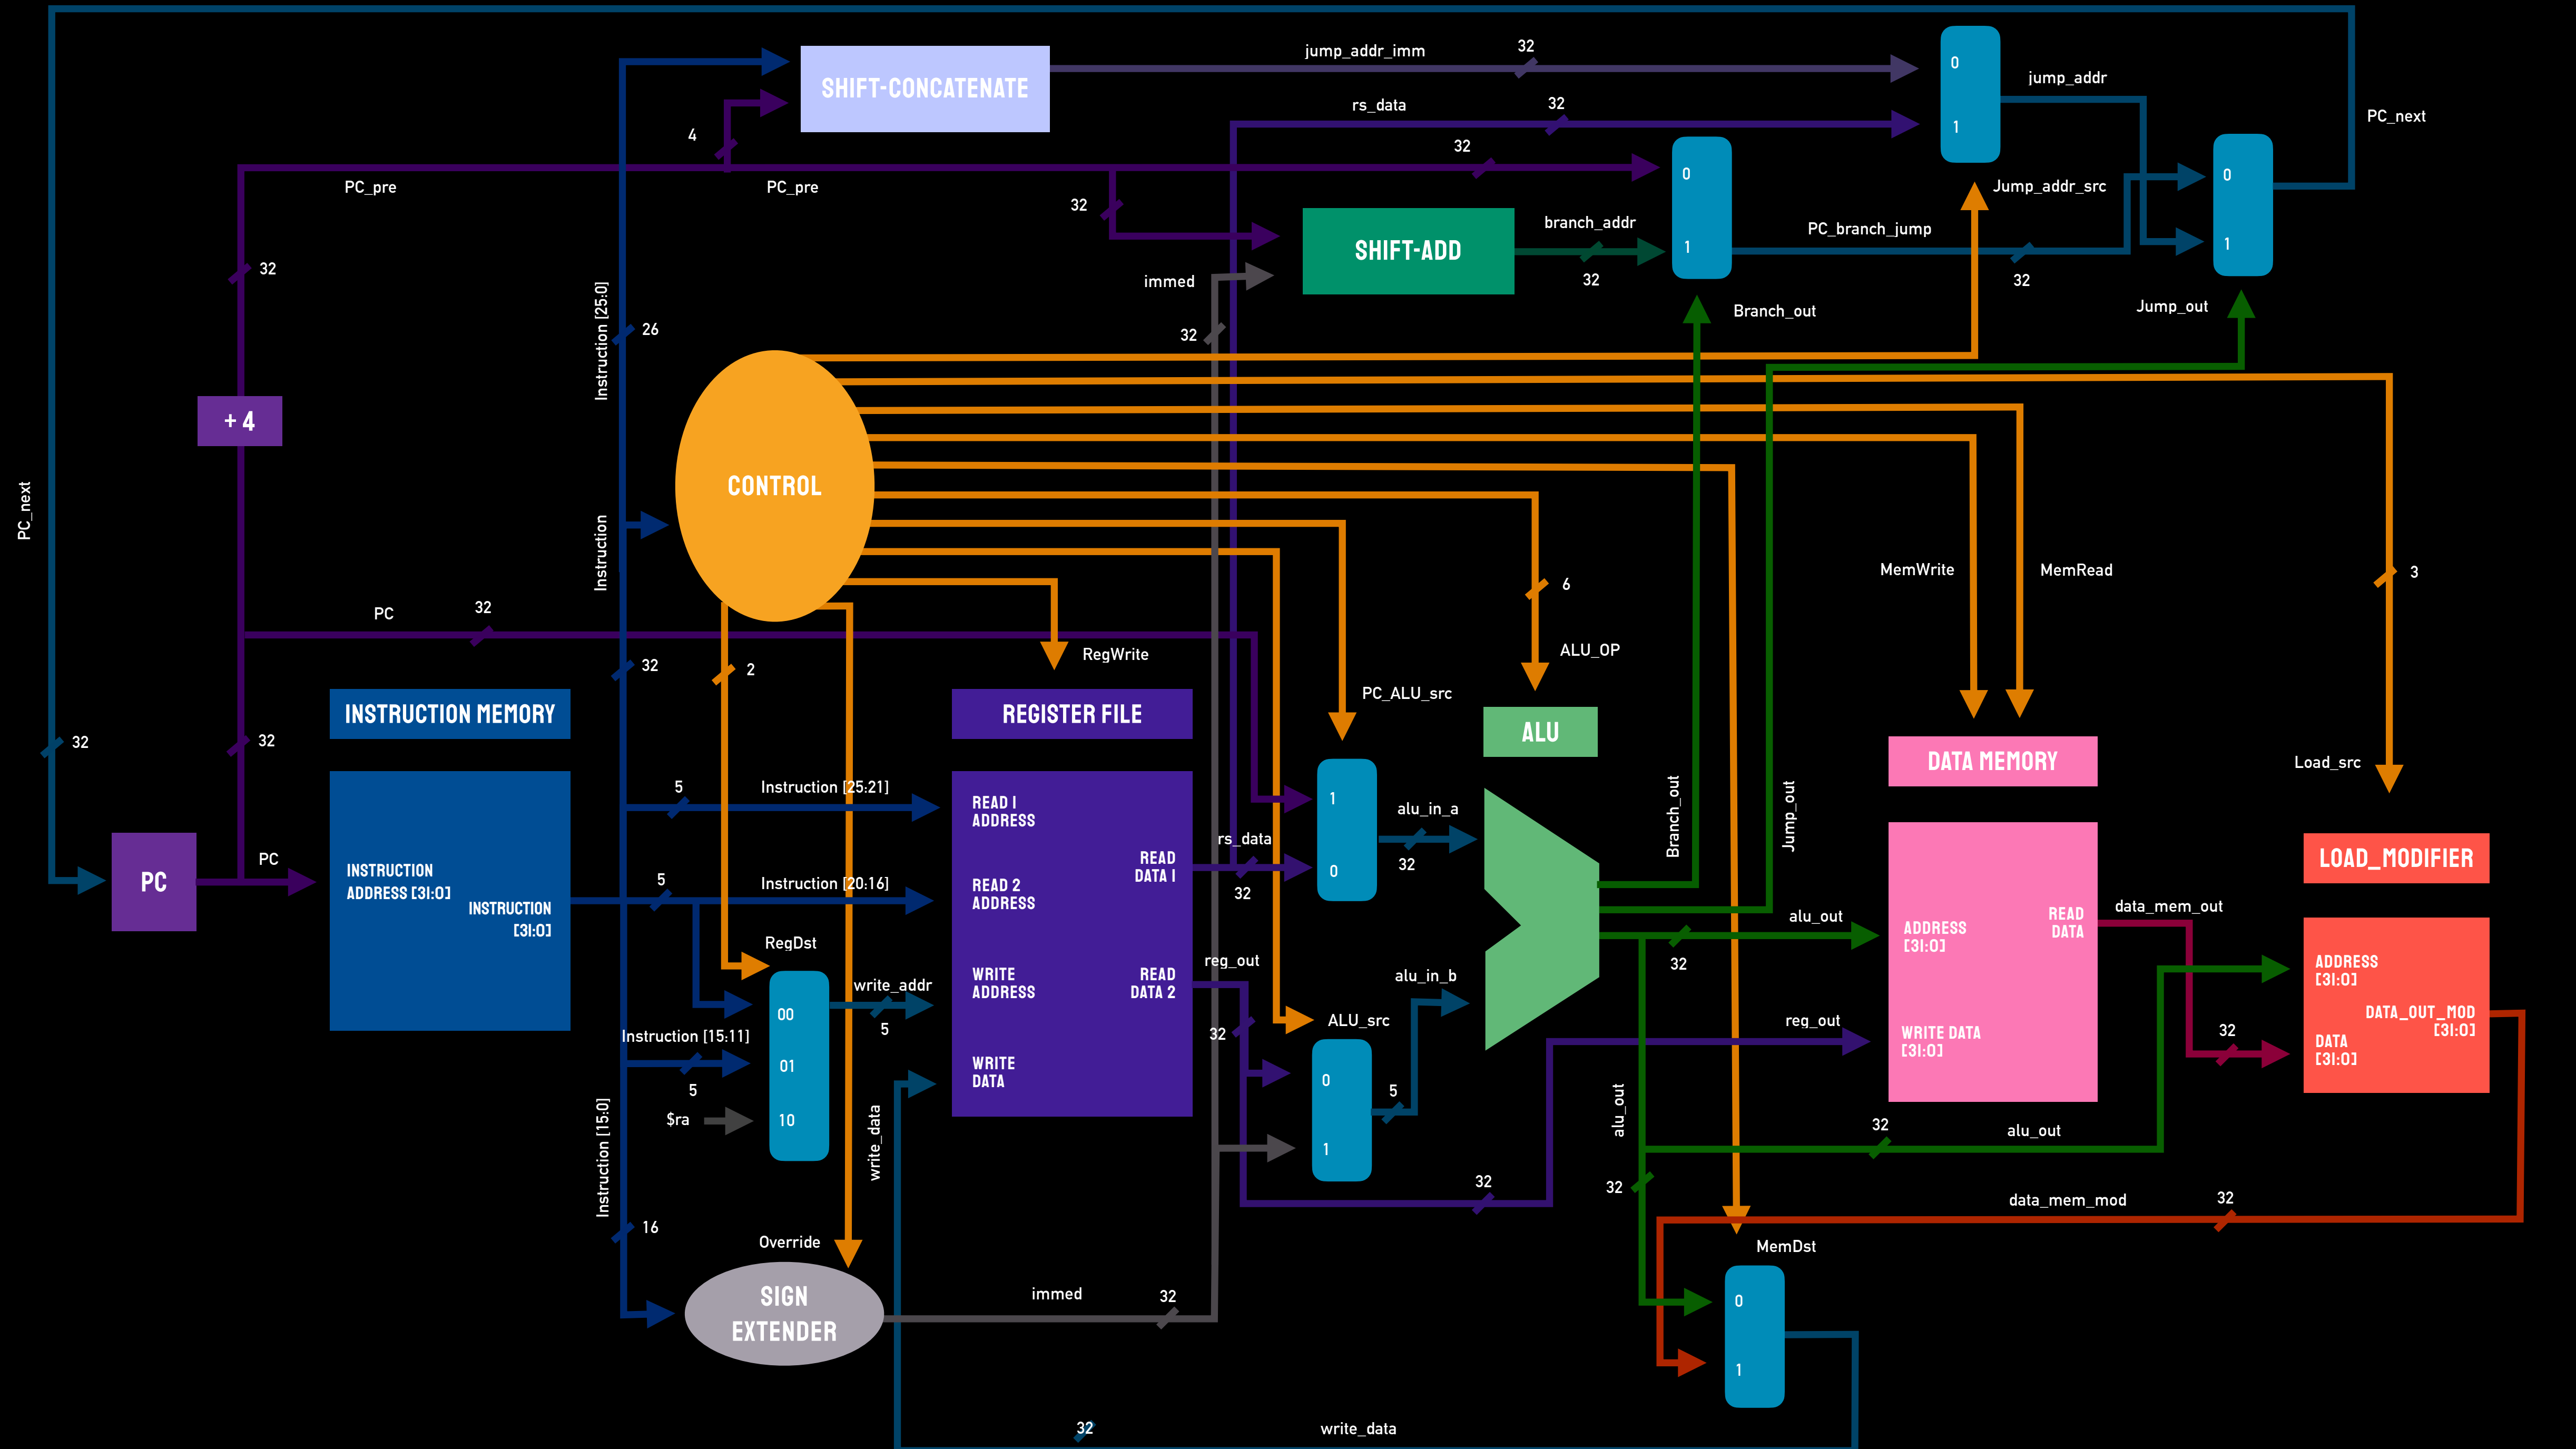 jump_addr_imm
32
0
SHIFT-CONCATENATE
jump_addr
rs_data
32
1
PC_next
4
32
0
0
PC_pre
PC_pre
Jump_addr_src
32
branch_addr
PC_branch_jump
SHIFT-ADD
1
1
32
immed
32
32
Jump_out
Branch_out
Instruction [25:0]
26
32
+ 4
CONTROL
PC_next
Instruction
MemWrite
MemRead
3
6
PC
32
RegWrite
ALU_OP
32
2
PC_ALU_src
INSTRUCTION MEMORY
REGISTER FILE
ALU
32
32
DATA MEMORY
Load_src
5
Instruction [25:21]
READ 1
ADDRESS
1
alu_in_a
Branch_out
Jump_out
rs_data
32
PC
PC
INSTRUCTION
ADDRESS [31:0]
INSTRUCTION
[31:0]
5
Instruction [20:16]
READ 2
ADDRESS
READ
DATA 1
32
0
LOAD_MODIFIER
alu_out
32
ADDRESS
[31:0]
READ
DATA
data_mem_out
RegDst
write_addr
5
WRITE
ADDRESS
READ
DATA 2
reg_out
32
alu_in_b
ADDRESS
[31:0]
00
Instruction [15:11]
5
01
ALU_src
reg_out
WRITE DATA
[31:0]
32
DATA_OUT_MOD
[31:0]
DATA
[31:0]
WRITE
DATA
0
5
$ra
10
write_data
1
alu_out
32
alu_out
Instruction [15:0]
32
32
16
data_mem_mod
32
Override
MemDst
SIGN
EXTENDER
immed
32
0
1
32
write_data